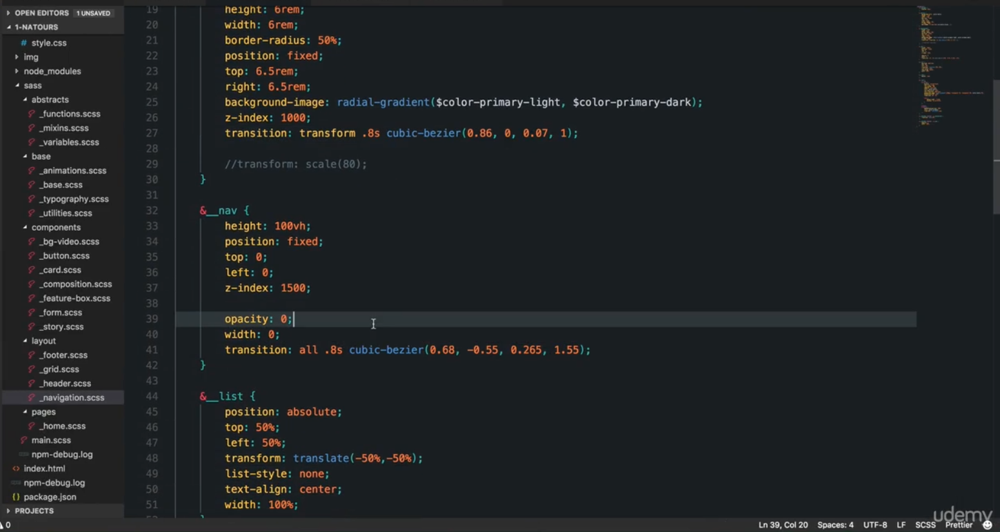 OPEN EDITORS 1 UNSAVED
1-NATOURS
# style.css
img
node_modules
sass
abstracts
_functions.scss
_mixins.scss
_variables.scss
base
_animations.scss
_base.scss
_typography.scss
_utilities.scss
components
_bg-video.scss
_button.scss
_card.scss
_composition.scss
_feature-box.scss
_form.scss
_story.scss
layout
_footer.scss
_grid.scss
_header.scss
_navigation.scss
pages
_home.scss
main.scss
npm-debug.log
<> index.html
npm-debug.log
{} package.json
PROJECTS
19 height: 6rem;
20 width: 6rem;
21 border-radius: 50%;
22 position: fixed;
23 top: 6.5rem;
24 right: 6.5rem;
25 background-image: radial-gradient($color-primary-light, $color-primary-dark);
26 z-index: 1000;
27 transition: transform .8s cubic-bezier(0.86, 0, 0.07, 1);
28
29 //transform: scale(80);
30 }
31
32 &__nav {
33 height: 100vh;
34 position: fixed;
35 top: 0;
36 left: 0;
37 z-index: 1500;
38
39 opacity: 0;
40 width: 0;
41 transition: all .8s cubic-bezier(0.68, -0.55, 0.265, 1.55);
42 }
43
44 &__list {
45 position: absolute;
46 top: 50%;
47 left: 50%;
48 transform: translate(-50%,-50%);
49 list-style: none;
50 text-align: center;
51 width: 100%;
udemy
0 Ln 39, Col 20 Spaces: 4 UTF-8 LF SCSS Prettier